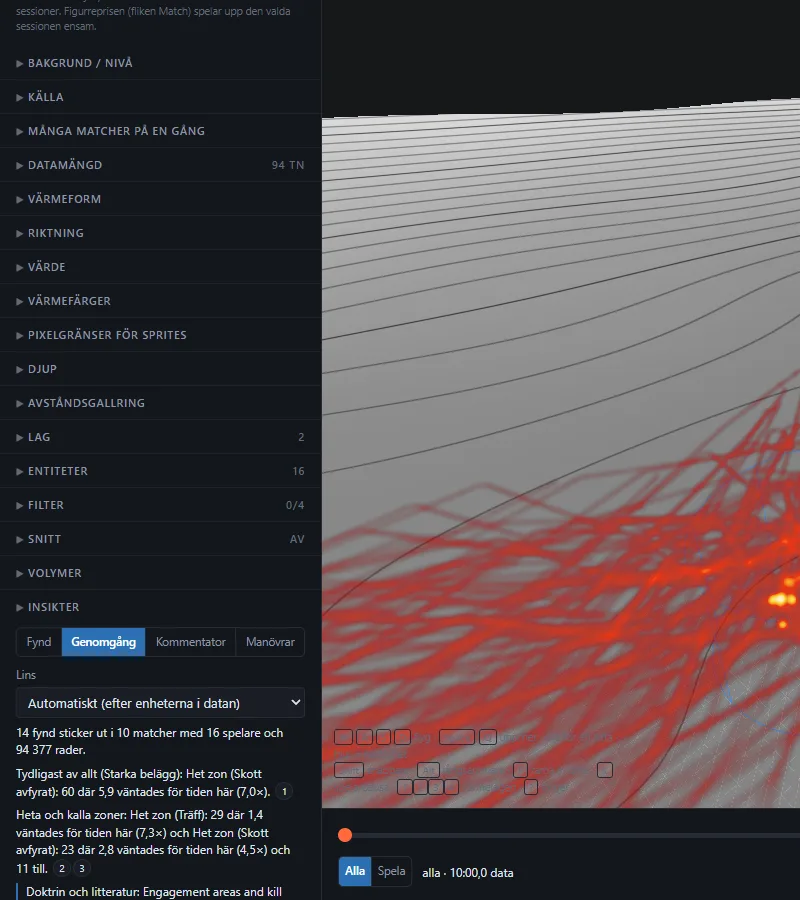 sessioner. Figurreprisen (fliken Match) spelar upp den valda
sessionen ensam.
BAKGRUND / NIVÅ
KÄLLA
MÅNGA MATCHER PÅ EN GÅNG
DATAMÄNGD 94 TN
VÄRMEFORM
RIKTNING
VÄRDE
VÄRMEFÄRGER
PIXELGRÄNSER FÖR SPRITES
DJUP
AVSTÅNDSGALLRING
LAG 2
ENTITETER 16
FILTER 0/4
SNITT AV
VOLYMER
INSIKTER
Fynd Genomgång Kommentator Manövrar
Lins
Automatiskt (efter enheterna i datan)
14 fynd sticker ut i 10 matcher med 16 spelare och
94 377 rader.
Tydligast av allt (Starka belägg): Het zon (Skott
avfyrat): 60 där 5,9 väntades för tiden här (7,0×). 1
Heta och kalla zoner: Het zon (Träff): 29 där 1,4
väntades för tiden här (7,3×) och Het zon (Skott
avfyrat): 23 där 2,8 väntades för tiden här (4,5×) och
11 till. 2 3
Doktrin och litteratur: Engagement areas and kill
Alla Spela alla · 10:00,0 data